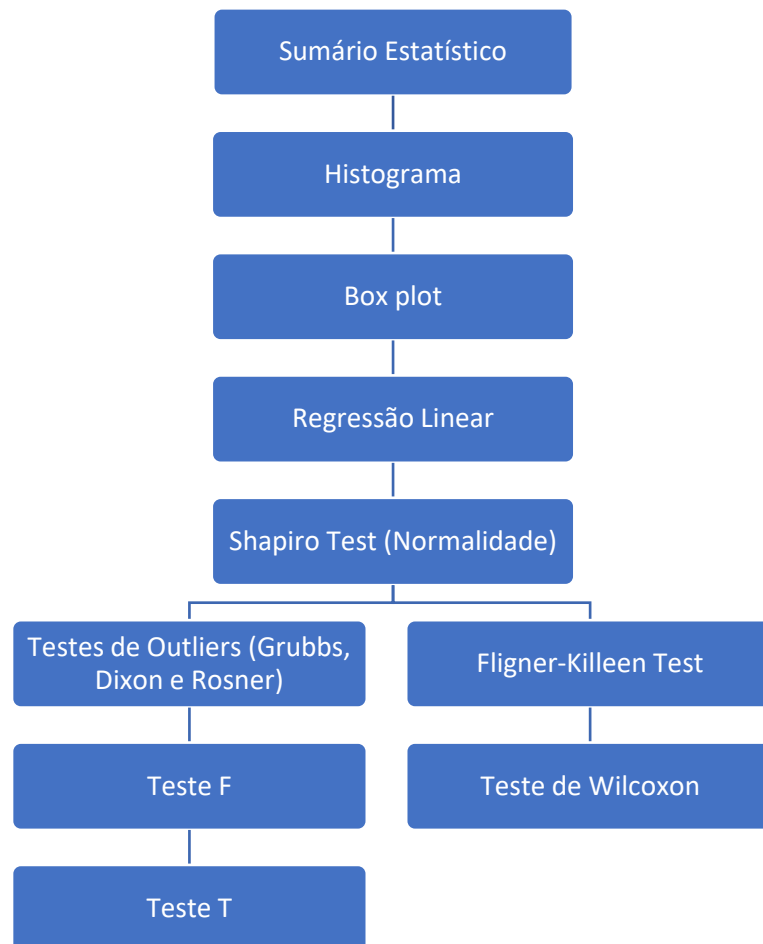 Sumário Estatístico
Histograma
Box plot
Regressão Linear
Shapiro Test (Normalidade)
Testes de Outliers (Grubbs,
Dixon e Rosner)
Fligner-Killeen Test
Teste F
Teste de Wilcoxon
Teste T